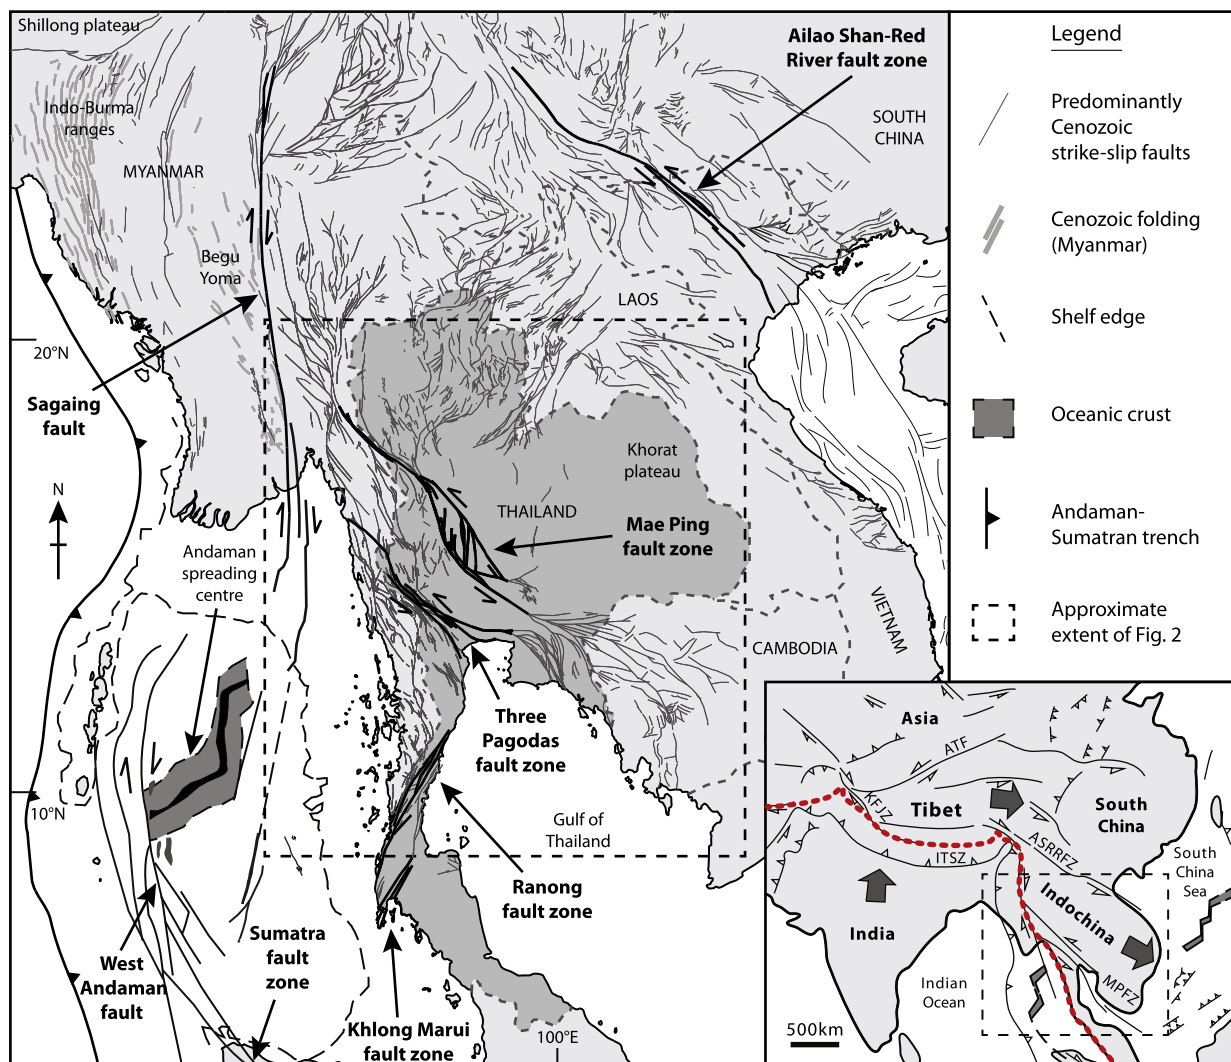 Shillong plateau
Indo-Burma
ranges
MYANMAR
Begu
Yoma
Ailao Shan-Red
River fault zone
SOUTH
CHINA
LAOS
20°N
Sagaing
fault
N
Khorat
plateau
THAILAND
Mae Ping
fault zone
Andaman
spreading
centre
CAMBODIA
VIETNAM
Three
Pagodas
fault zone
10°N
Gulf of
Thailand
Ranong
fault zone
West
Andaman
fault
Sumatra
fault
zone
Khlong Marui
fault zone
100°E
Legend
Predominantly
Cenozoic
strike-slip faults
Cenozoic folding
(Myanmar)
Shelf edge
Oceanic crust
Andaman-
Sumatran trench
Approximate
extent of Fig. 2
Asia
ATF
KFJZ
Tibet
South
China
ITSZ
ASRRFZ
South
China
Sea
Indochina
India
Indian
Ocean
MPFZ
500km